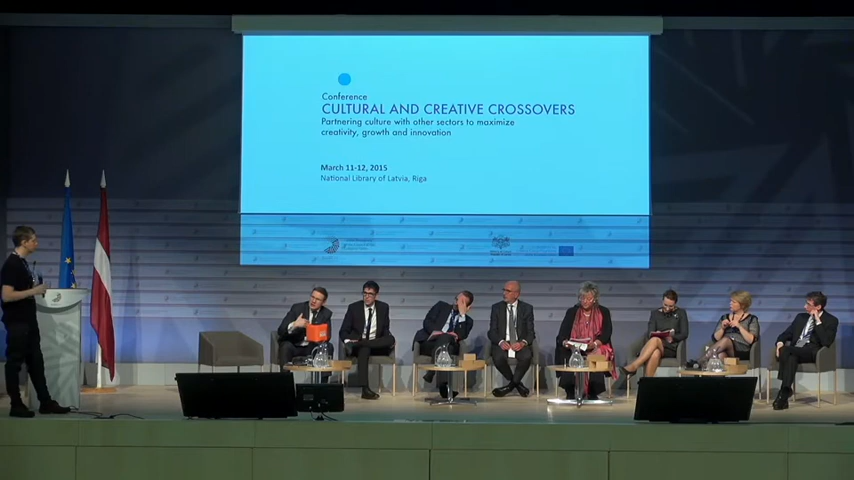 Conference
CULTURAL AND CREATIVE CROSSOVERS
Partnering culture with other sectors to maximize
creativity, growth and innovation
March 11-12, 2015
National Library of Latvia, Riga